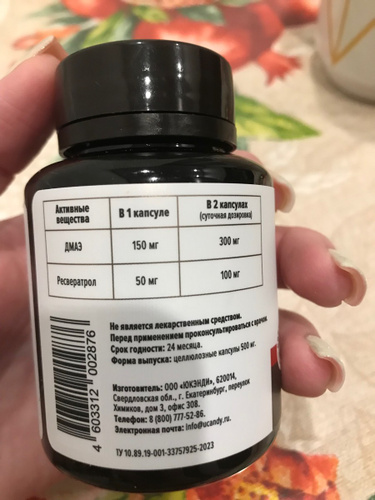 Активные вещества В 1 капсуле В 2 капсулах (суточная дозировка)
ДМАЭ 150 мг 300 мг
Ресвератрол 50 мг 100 мг
Не является лекарственным средством.
Перед применением проконсультироваться с врачом.
Срок годности: 24 месяца.
Форма выпуска: целлюлозные капсулы 500 мг.
Изготовитель: ООО «ЮКЭНДИ», 620014,
Свердловская обл., г. Екатеринбург, переулок
Химиков, дом 3, офис 308.
Телефон: 8 (800) 777-52-86.
Электронная почта: info@ucandy.ru.
ТУ 10.89.19-001-33757925-2023
4 603312 002876